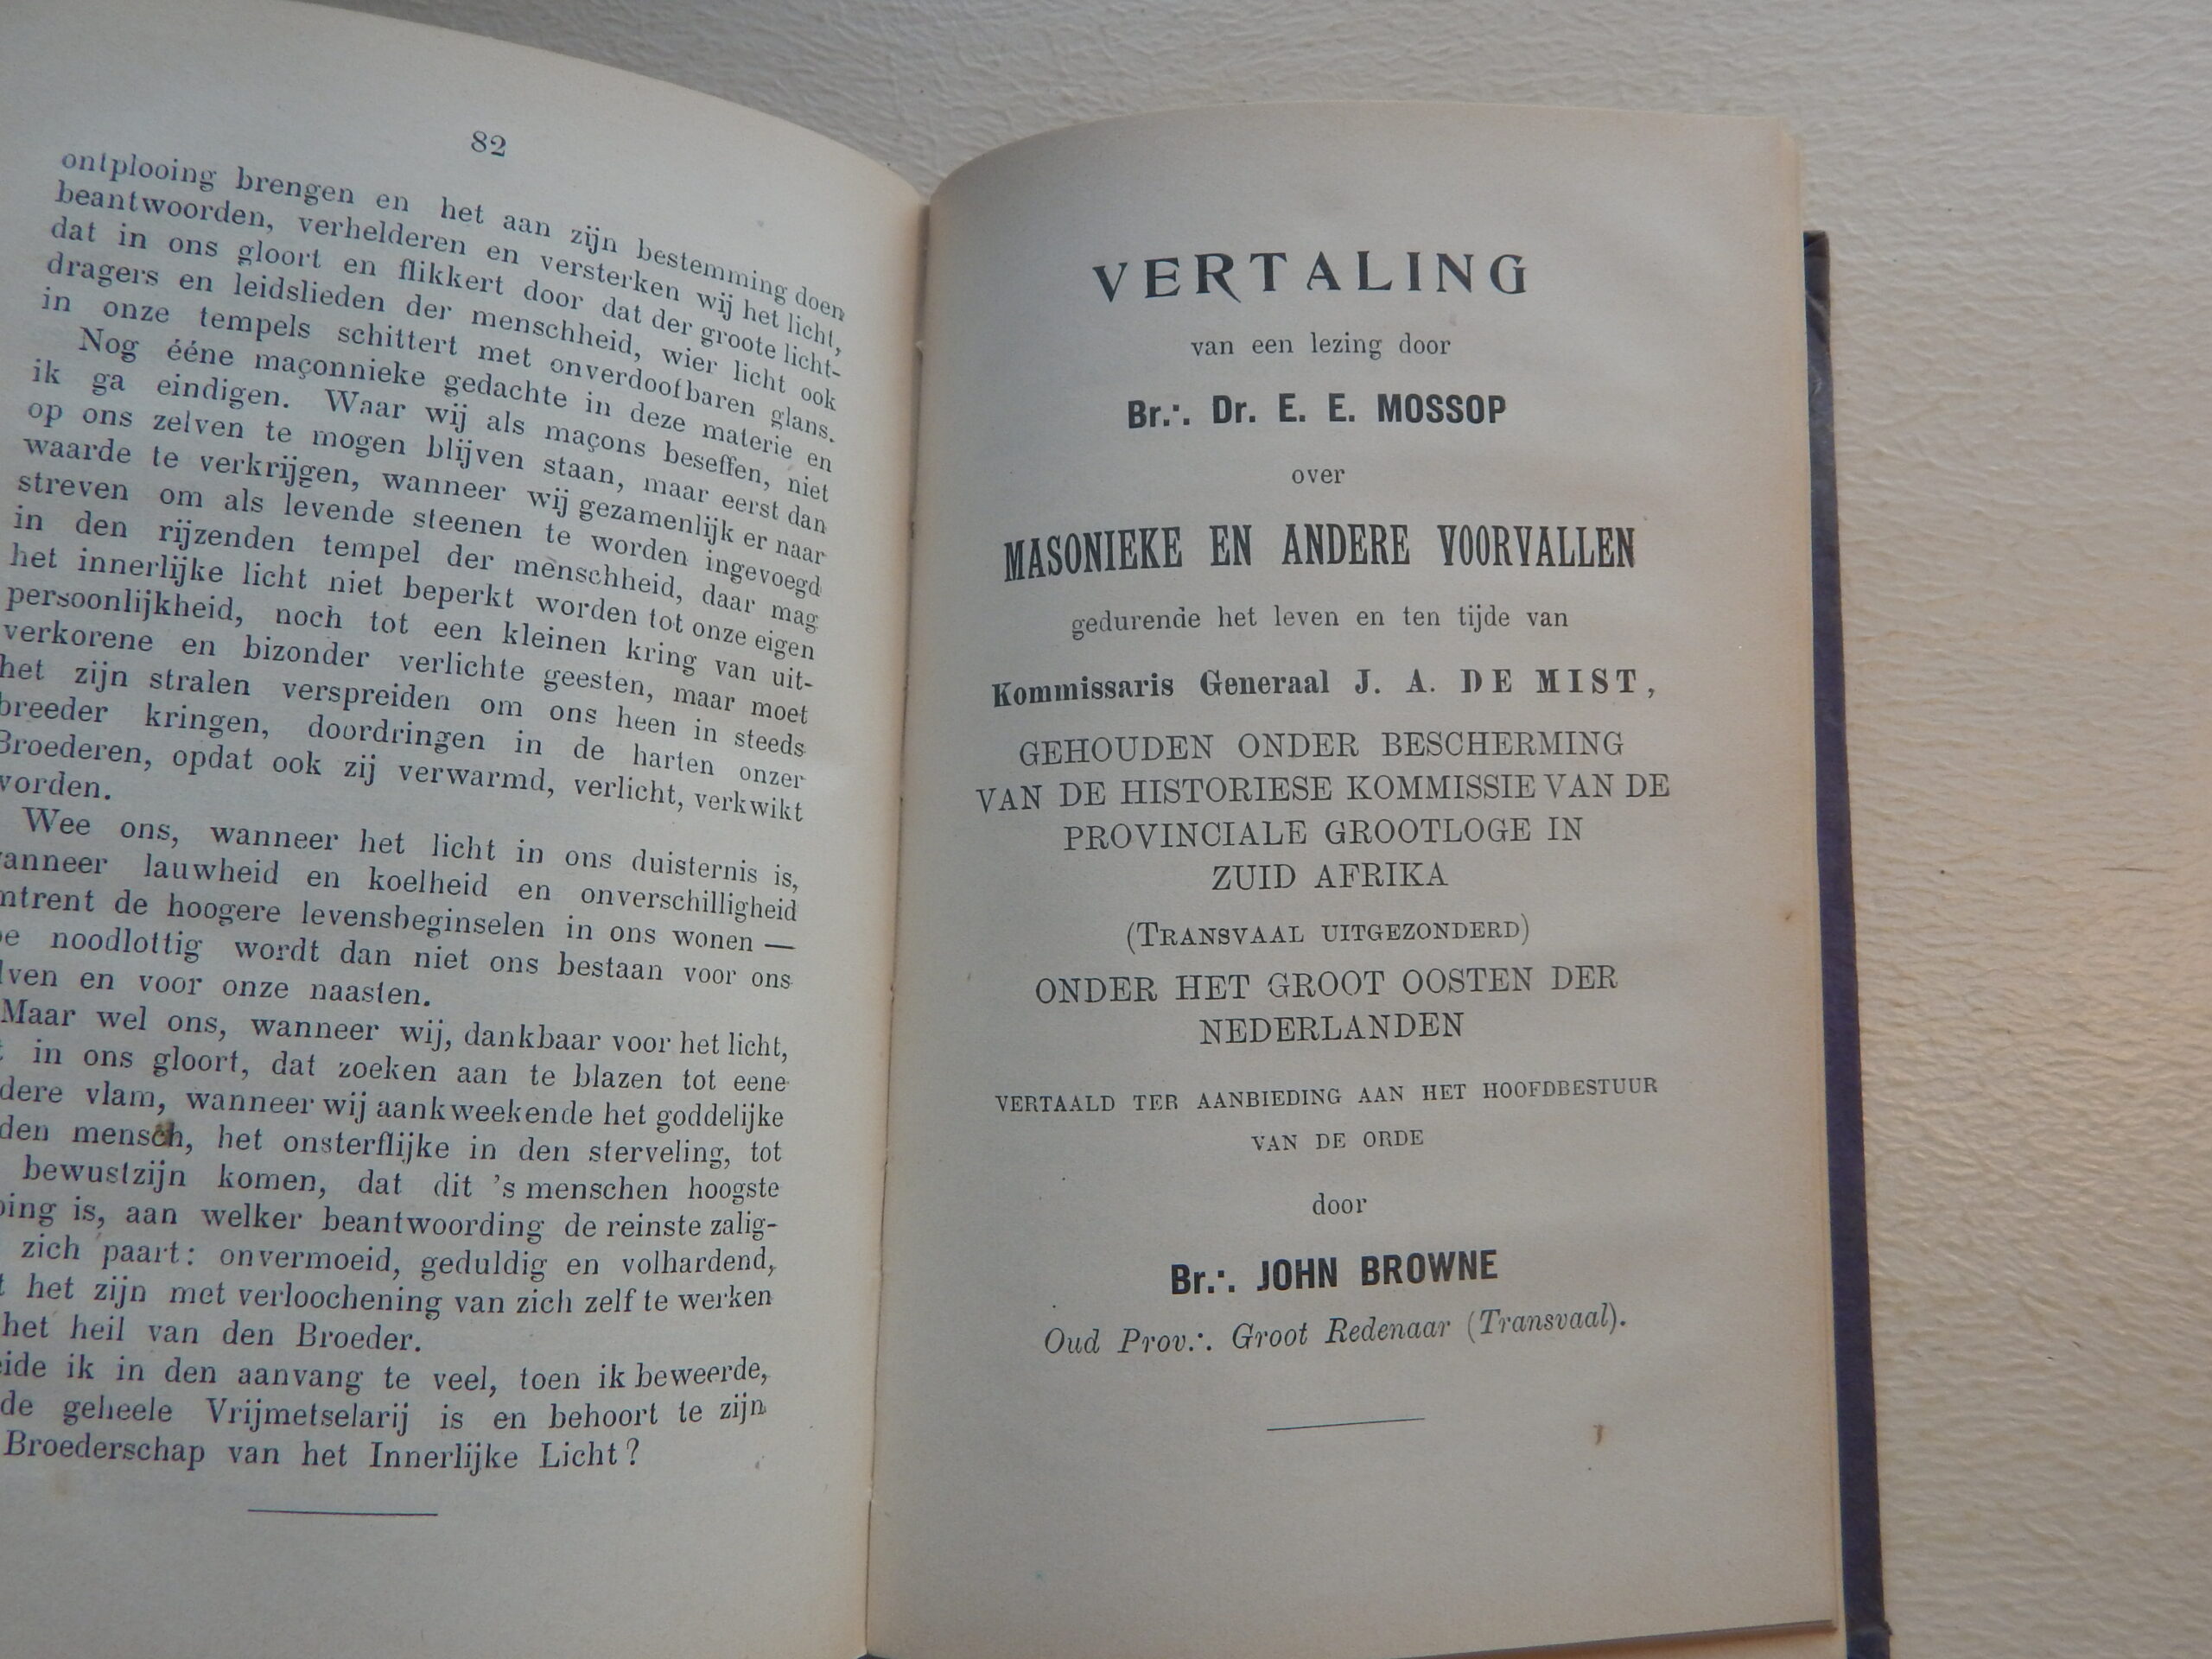 82
ontplooing brengen en het aan zijn bestemming doen
beantwoorden, verhelderen en versterken wij het licht,
dat in ons gloort en flikkert door dat der groote licht-
dragers en leidslieden der menschheid, wier licht ook
in onze tempels schittert met onverdoofbaren glans.
Nog ééne maçonnieke gedachte in deze materie en
ik ga eindigen. Waar wij als maçons beseffen, niet
op ons zelven te mogen blijven staan, maar eerst dan
waarde te verkrijgen, wanneer wij gezamenlijk er naar
streven om als levende steenen te worden ingevoegd
in den rijzenden tempel der menschheid, daar mag
het innerlijke licht niet beperkt worden tot onze eigen
persoonlijkheid, noch tot een kleinen kring van uit-
verkorene en bizonder verlichte geesten, maar moet
het zijn stralen verspreiden om ons heen in steeds
breeder kringen, doordringen in de harten onzer
Broederen, opdat ook zij verwarmd, verlicht, verkwikt
worden.
Wee ons, wanneer het licht in ons duisternis is,
wanneer lauwheid en koelheid en onverschilligheid
ntrent de hoogere levensbeginselen in ons wonen —
oe noodlottig wordt dan niet ons bestaan voor ons
lven en voor onze naasten.
Maar wel ons, wanneer wij, dankbaar voor het licht,
t in ons gloort, dat zoeken aan te blazen tot eene
dere vlam, wanneer wij aankweekende het goddelijke
den mensch, het onsterflijke in den sterveling, tot
bewustzijn komen, dat dit 's menschen hoogste
ping is, aan welker beantwoording de reinste zalig-
zich paart: onvermoeid, geduldig en volhardend,
t het zijn met verloochening van zich zelf te werken
het heil van den Broeder.
eide ik in den aanvang te veel, toen ik beweerde,
de geheele Vrijmetselarij is en behoort te zijn
Broederschap van het Innerlijke Licht?
VERTALING
van een lezing door
Br.·. Dr. E. E. MOSSOP
over
MASONIEKE EN ANDERE VOORVALLEN
gedurende het leven en ten tijde van
Kommissaris Generaal J. A. DE MIST,
GEHOUDEN ONDER BESCHERMING
VAN DE HISTORIESE KOMMISSIE VAN DE
PROVINCIALE GROOTLOGE IN
ZUID AFRIKA
(TRANSVAAL UITGEZONDERD)
ONDER HET GROOT OOSTEN DER
NEDERLANDEN
VERTAALD TER AANBIEDING AAN HET HOOFDBESTUUR
VAN DE ORDE
door
Br.·. JOHN BROWNE
Oud Prov.·. Groot Redenaar (Transvaal).